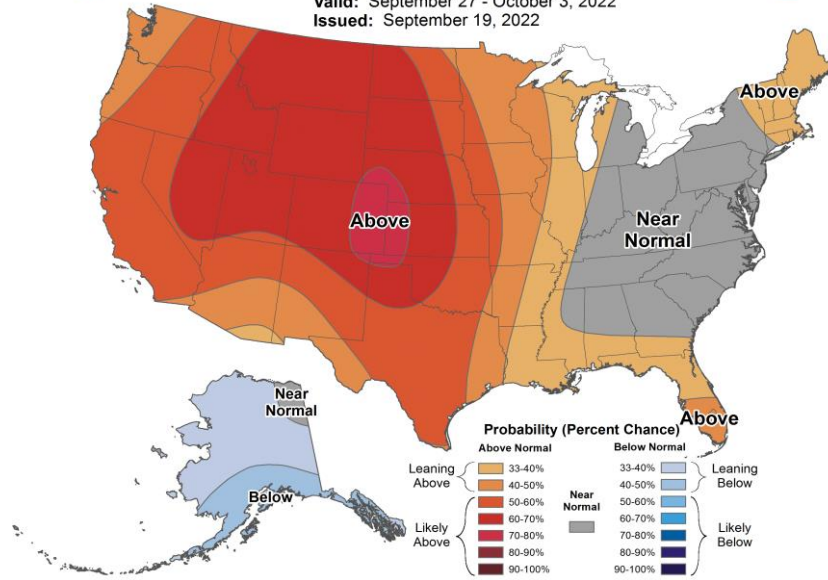 Valid: September 27 - October 3, 2022
Issued: September 19, 2022
Above
Above
Near
Normal
Near
Normal
Below
Above
Probability (Percent Chance)
Above Normal
Below Normal
Leaning
Above
33-40%
40-50%
Likely
Above
50-60%
60-70%
70-80%
80-90%
90-100%
Near
Normal
33-40%
40-50%
Leaning
Below
50-60%
60-70%
70-80%
80-90%
90-100%
Likely
Below